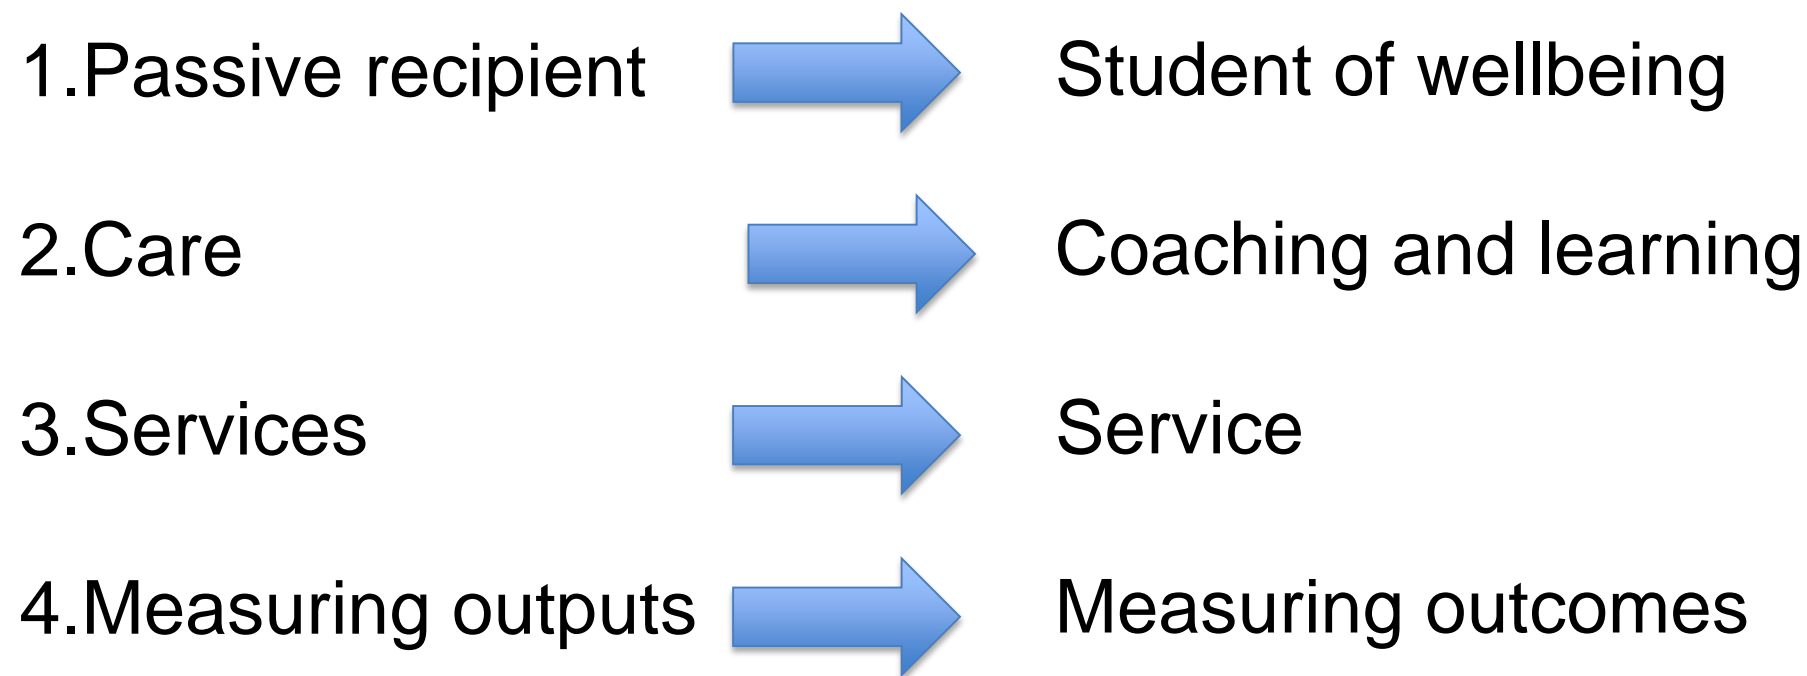 1.Passive recipient Student of wellbeing
2.Care Coaching and learning
3.Services Service
4.Measuring outputs Measuring outcomes